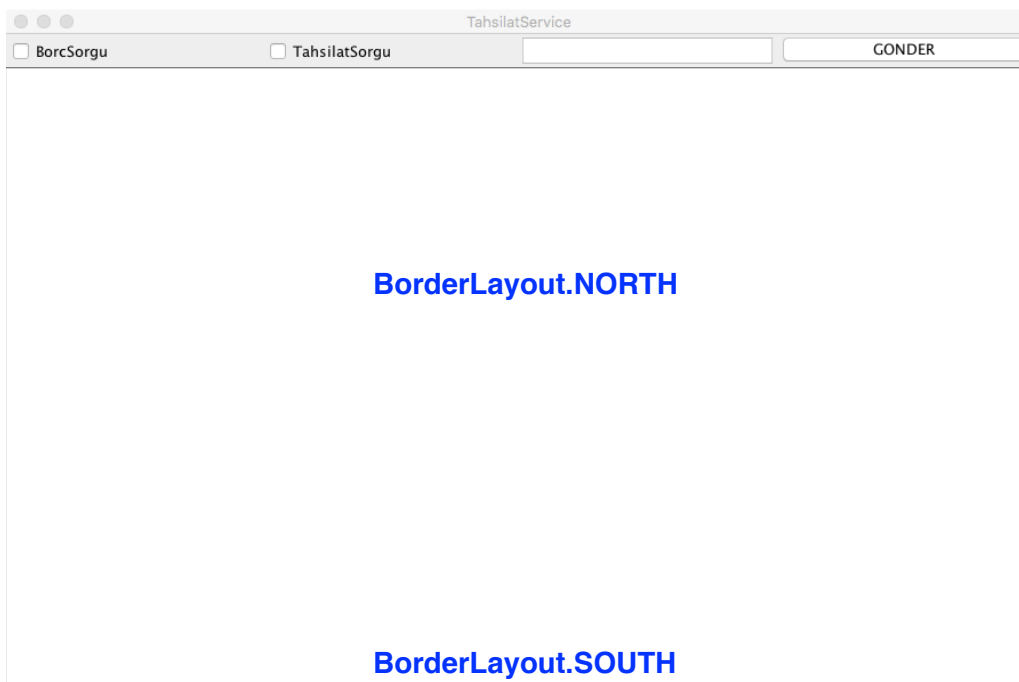 TahsilatService
BorcSorgu TahsilatSorgu GONDER
BorderLayout.NORTH
BorderLayout.SOUTH